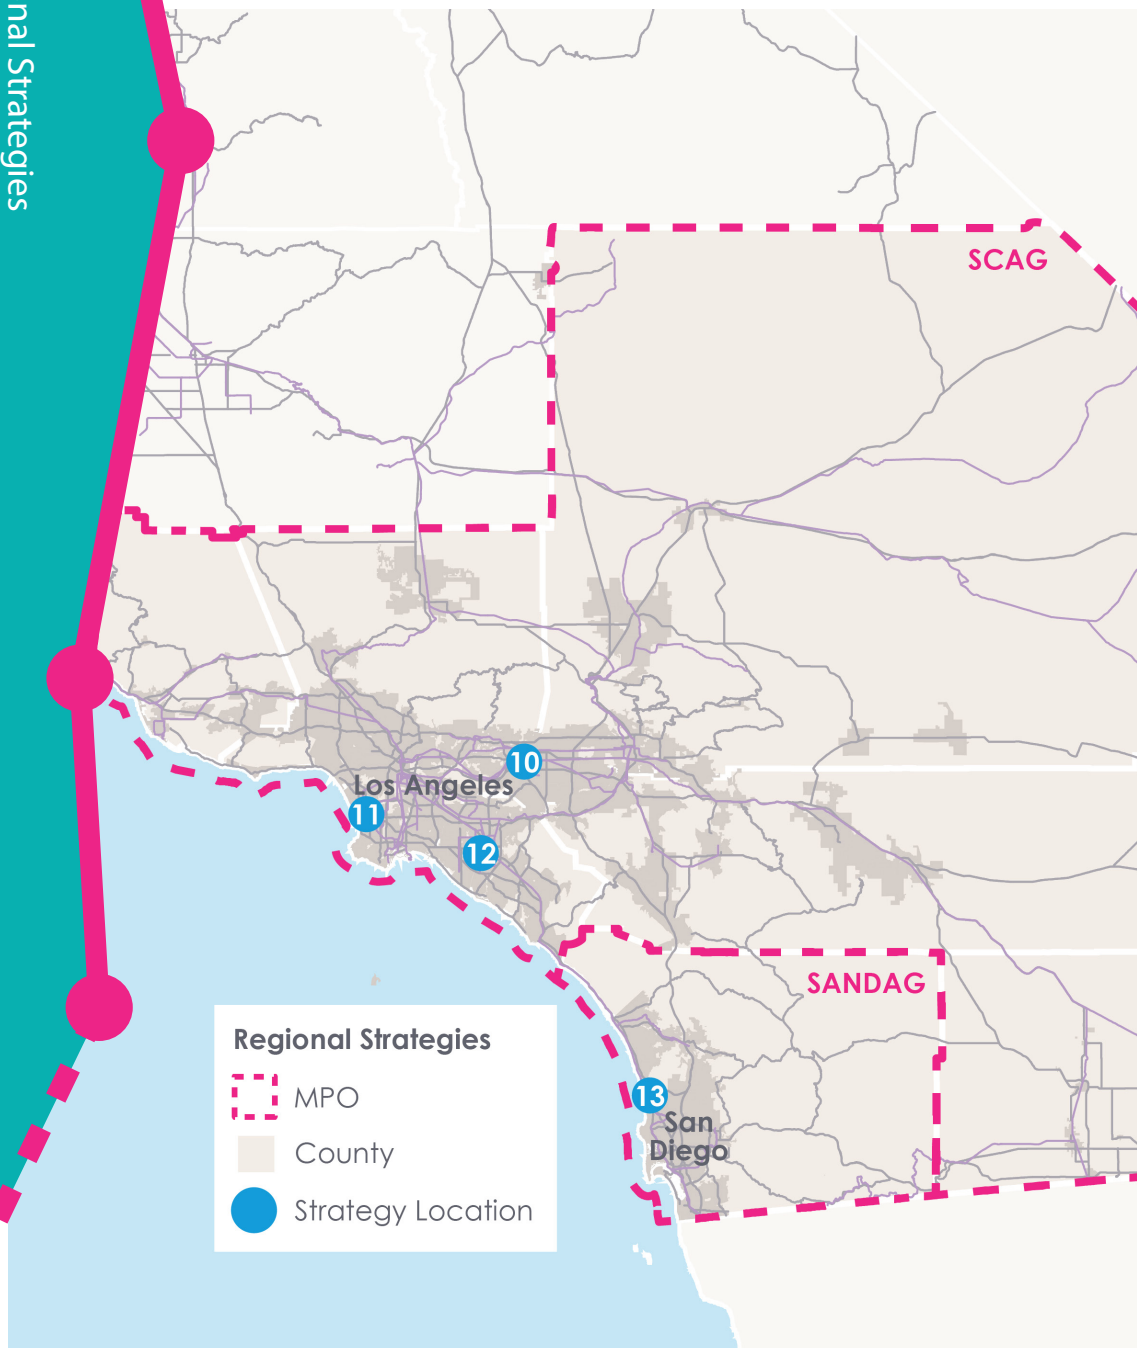 nal Strategies
SCAG
10
Los Angeles
11
12
SANDAG
Regional Strategies
MPO
County
Strategy Location
13
San
Diego